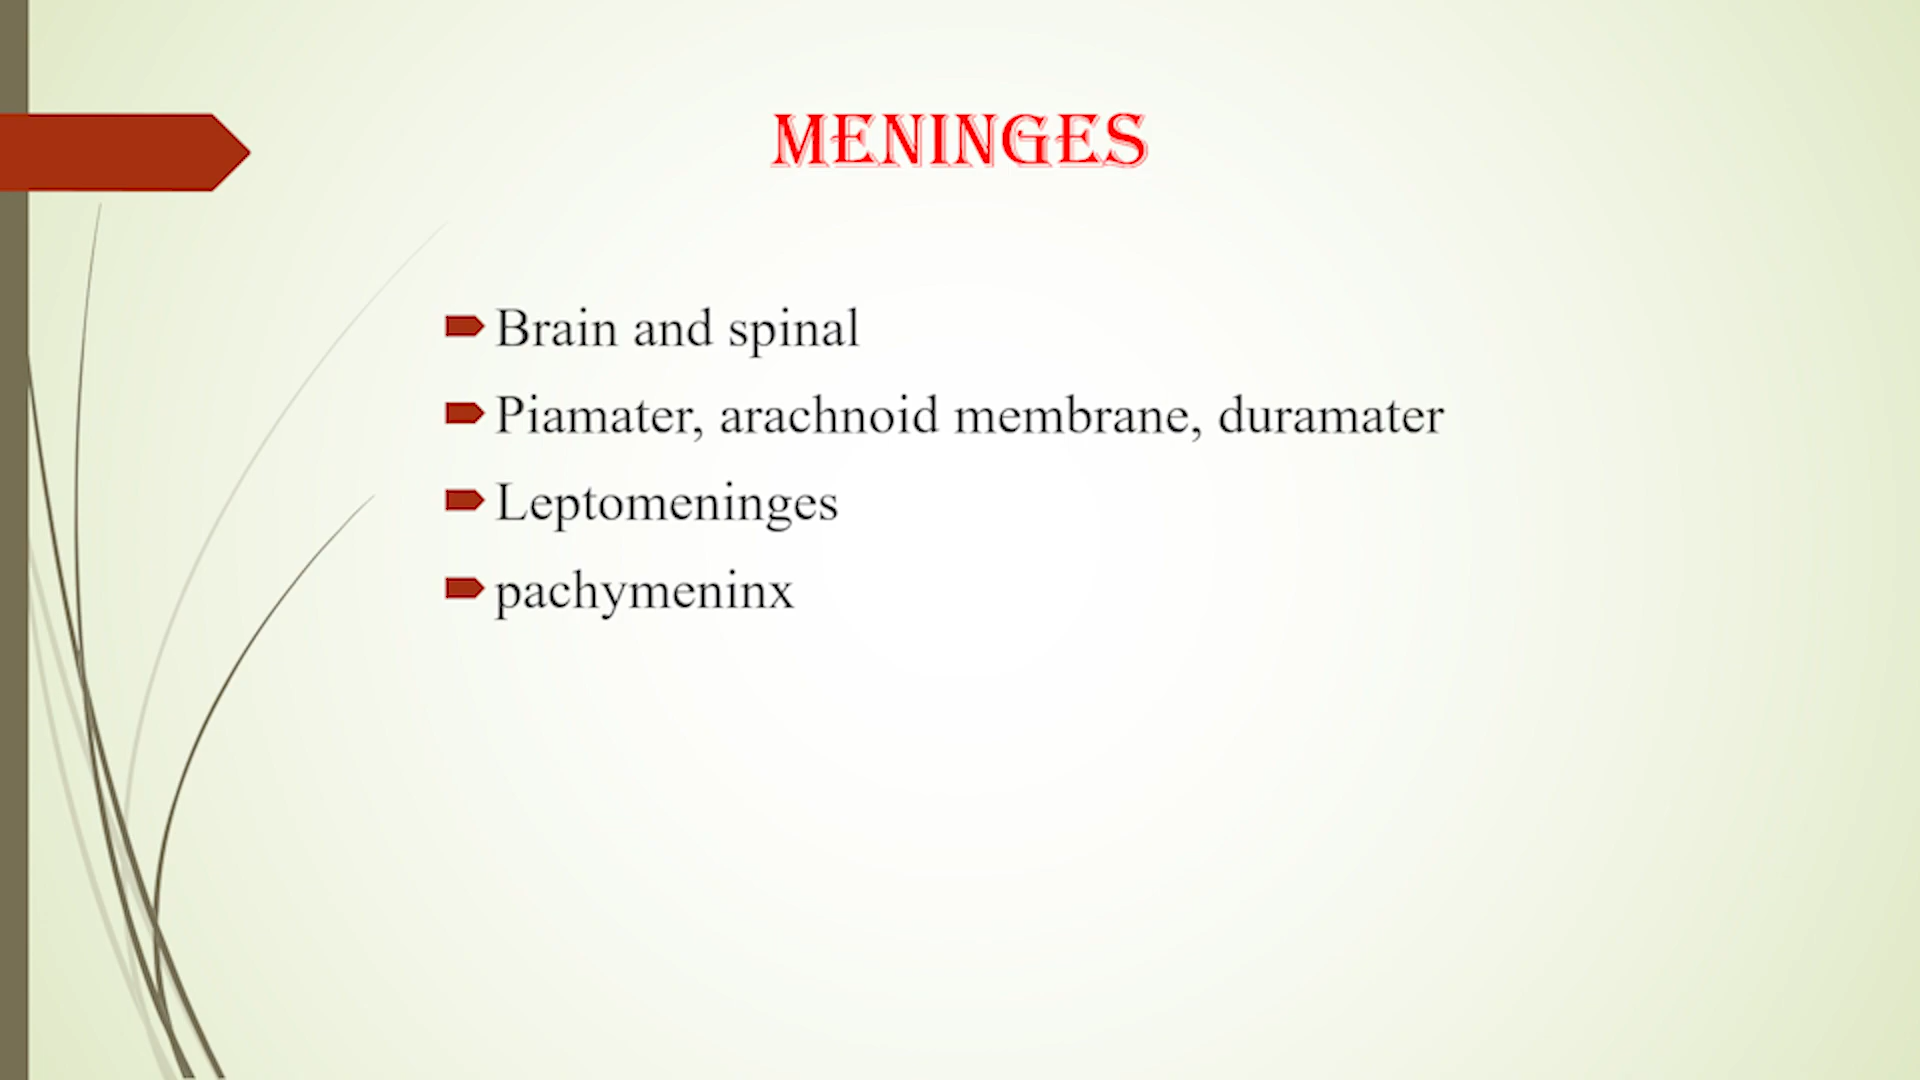 MENINGES
Brain and spinal
Piamater, arachnoid membrane, duramater
Leptomeninges
pachymeninx